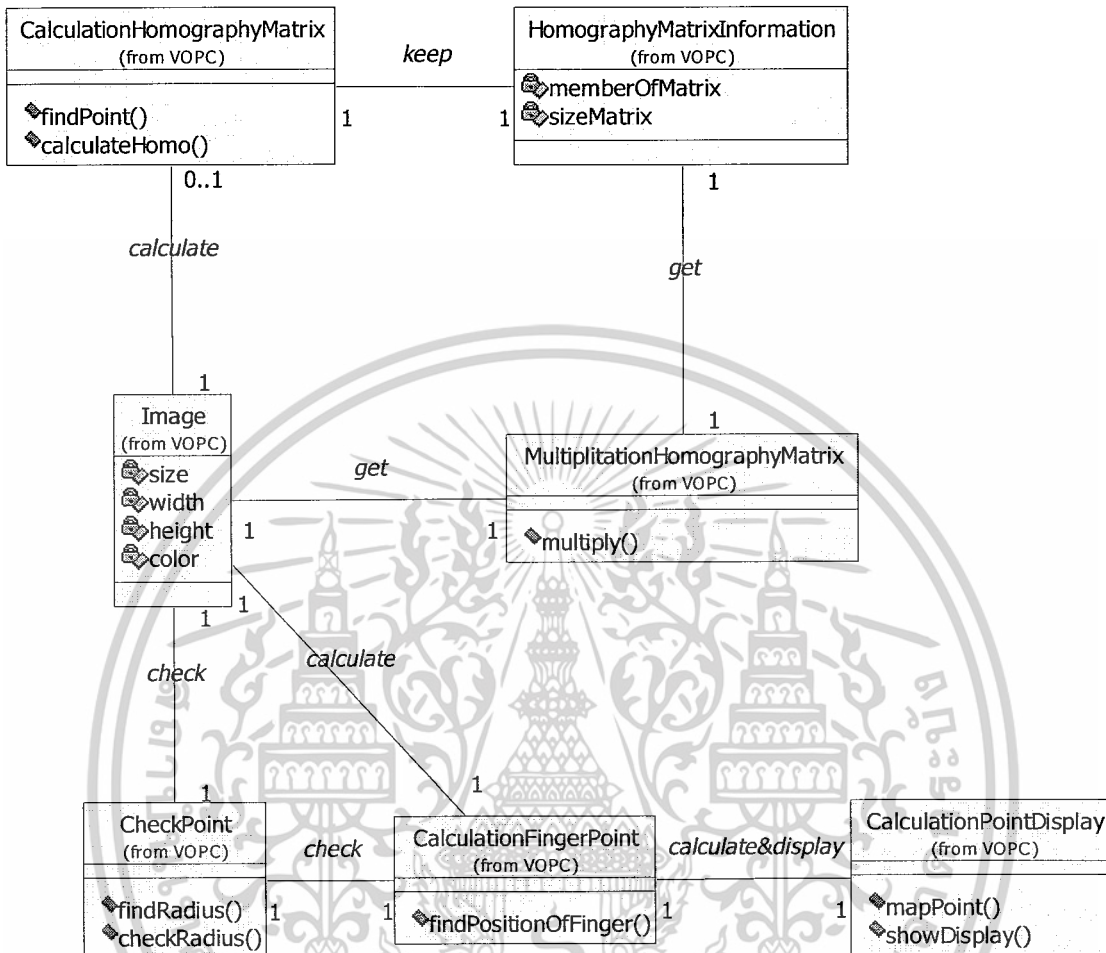 CalculationHomographyMatrix
(from VOPC)
findPoint()
calculateHomo()
keep
1
1
HomographyMatrixInformation
(from VOPC)
memberOfMatrix
sizeMatrix
0..1
calculate
1
1
get
1
Image
(from VOPC)
size
width
height
color
get
1
1
MultiplitationHomographyMatrix
(from VOPC)
multiply()
1
check
1
1
calculate
1
CheckPoint
(from VOPC)
findRadius()
checkRadius()
check
1
1
CalculationFingerPoint
(from VOPC)
findPositionOfFinger()
calculate&display
1
1
CalculationPointDisplay
(from VOPC)
mapPoint()
showDisplay()